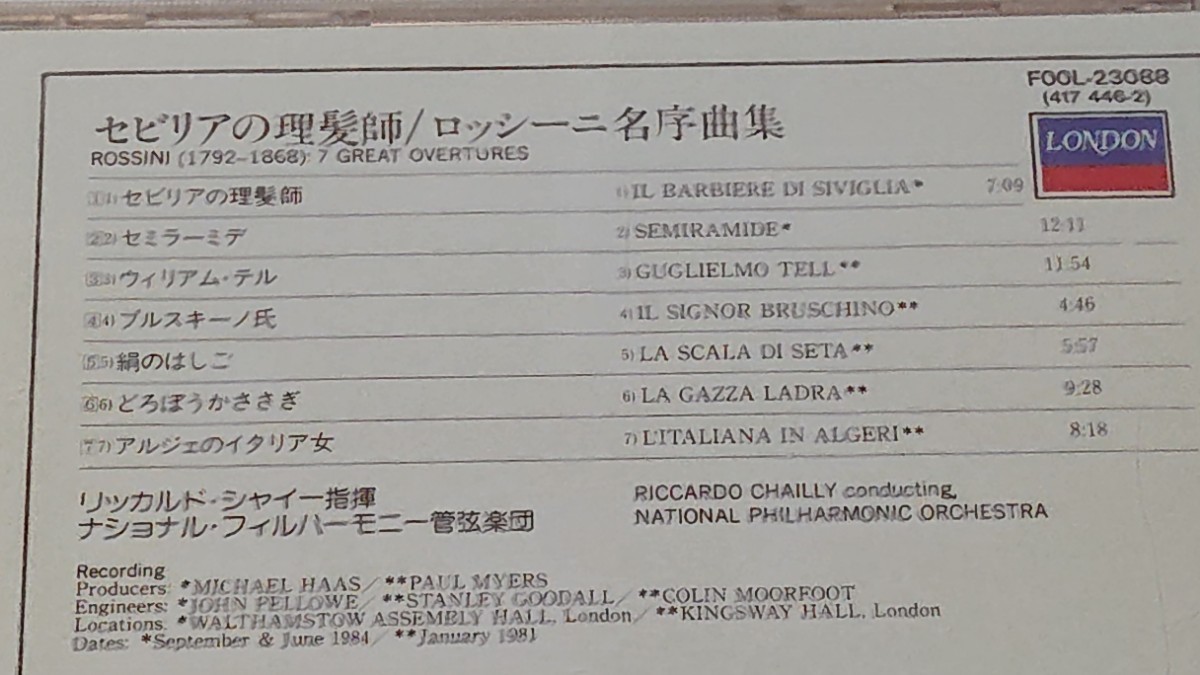 FOOL-23088
(417 446-2)
LONDON
セビリアの理髪師/ロッシーニ名序曲集
ROSSINI (1792-1868): 7 GREAT OVERTURES
1 1) セビリアの理髪師 1) IL BARBIERE DI SIVIGLIA* 7:09
2 2) セミラーミデ 2) SEMIRAMIDE* 12:11
3 3) ウィリアム・テル 3) GUGLIELMO TELL** 11:54
4 4) ブルスキーノ氏 4) IL SIGNOR BRUSCHINO** 4:46
5 5) 絹のはしご 5) LA SCALA DI SETA** 5:57
6 6) どろぼうかささぎ 6) LA GAZZA LADRA** 9:28
7 7) アルジェのイタリア女 7) L'ITALIANA IN ALGERI** 8:18
リッカルド・シャイー指揮 RICCARDO CHAILLY conducting,
ナショナル・フィルハーモニー管弦楽団 NATIONAL PHILHARMONIC ORCHESTRA
Recording
Producers: *MICHAEL HAAS/**PAUL MYERS
Engineers: *JOHN PELLOWE/**STANLEY GOODALL/**COLIN MOORFOOT
Locations: *WALTHAMSTOW ASSEMBLY HALL, London/**KINGSWAY HALL, London
Dates: *September & June 1984/**January 1981